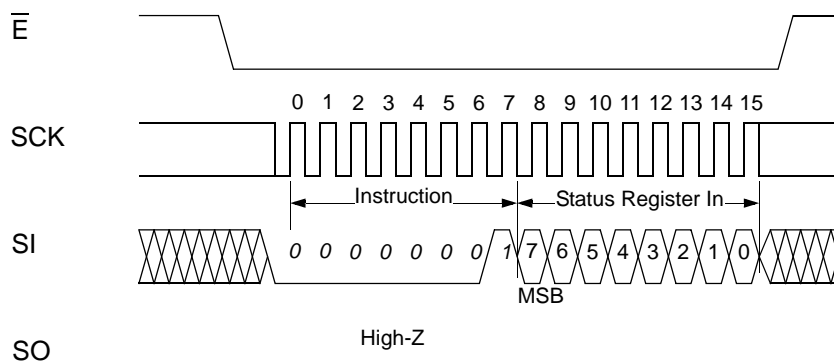 E
0 1 2 3 4 5 6 7 8 9 10 11 12 13 14 15
SCK
Instruction Status Register In
SI 0 0 0 0 0 0 0 1 7 6 5 4 3 2 1 0
MSB
High-Z
SO